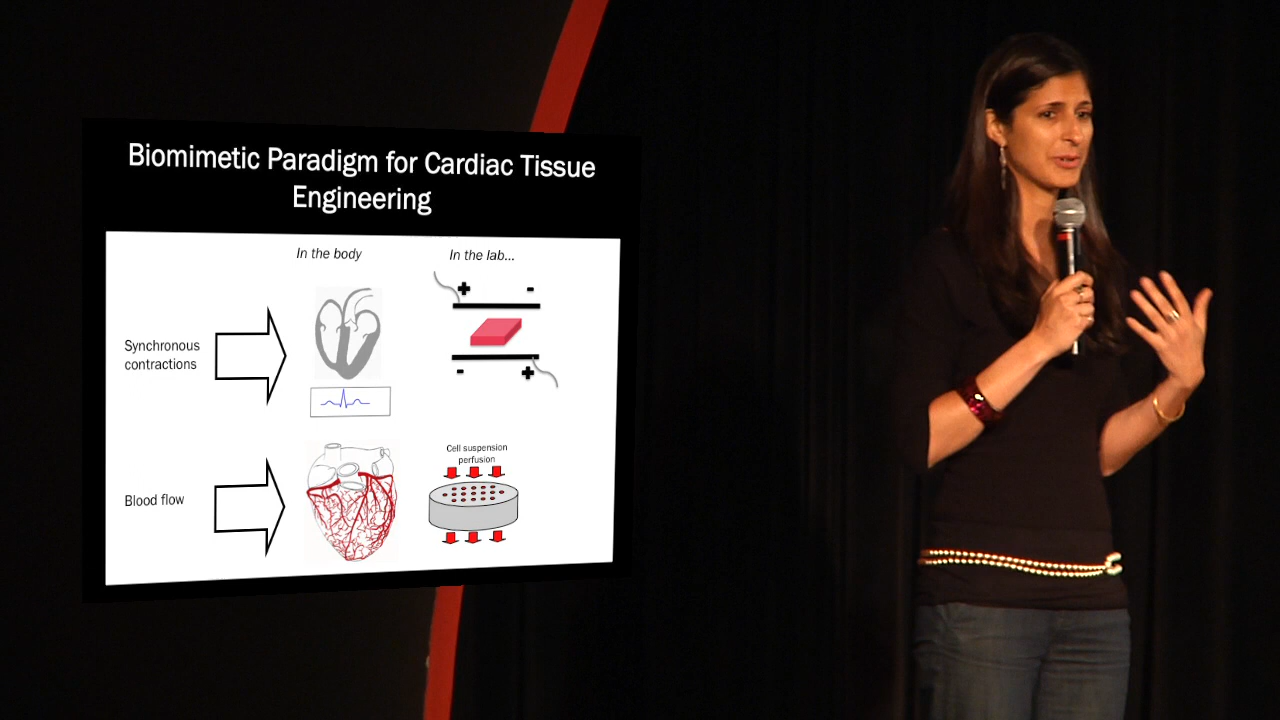 Biomimetic Paradigm for Cardiac Tissue
Engineering
In the body
In the lab...
+ -
Synchronous
contractions
- +
Cell suspension
perfusion
Blood flow